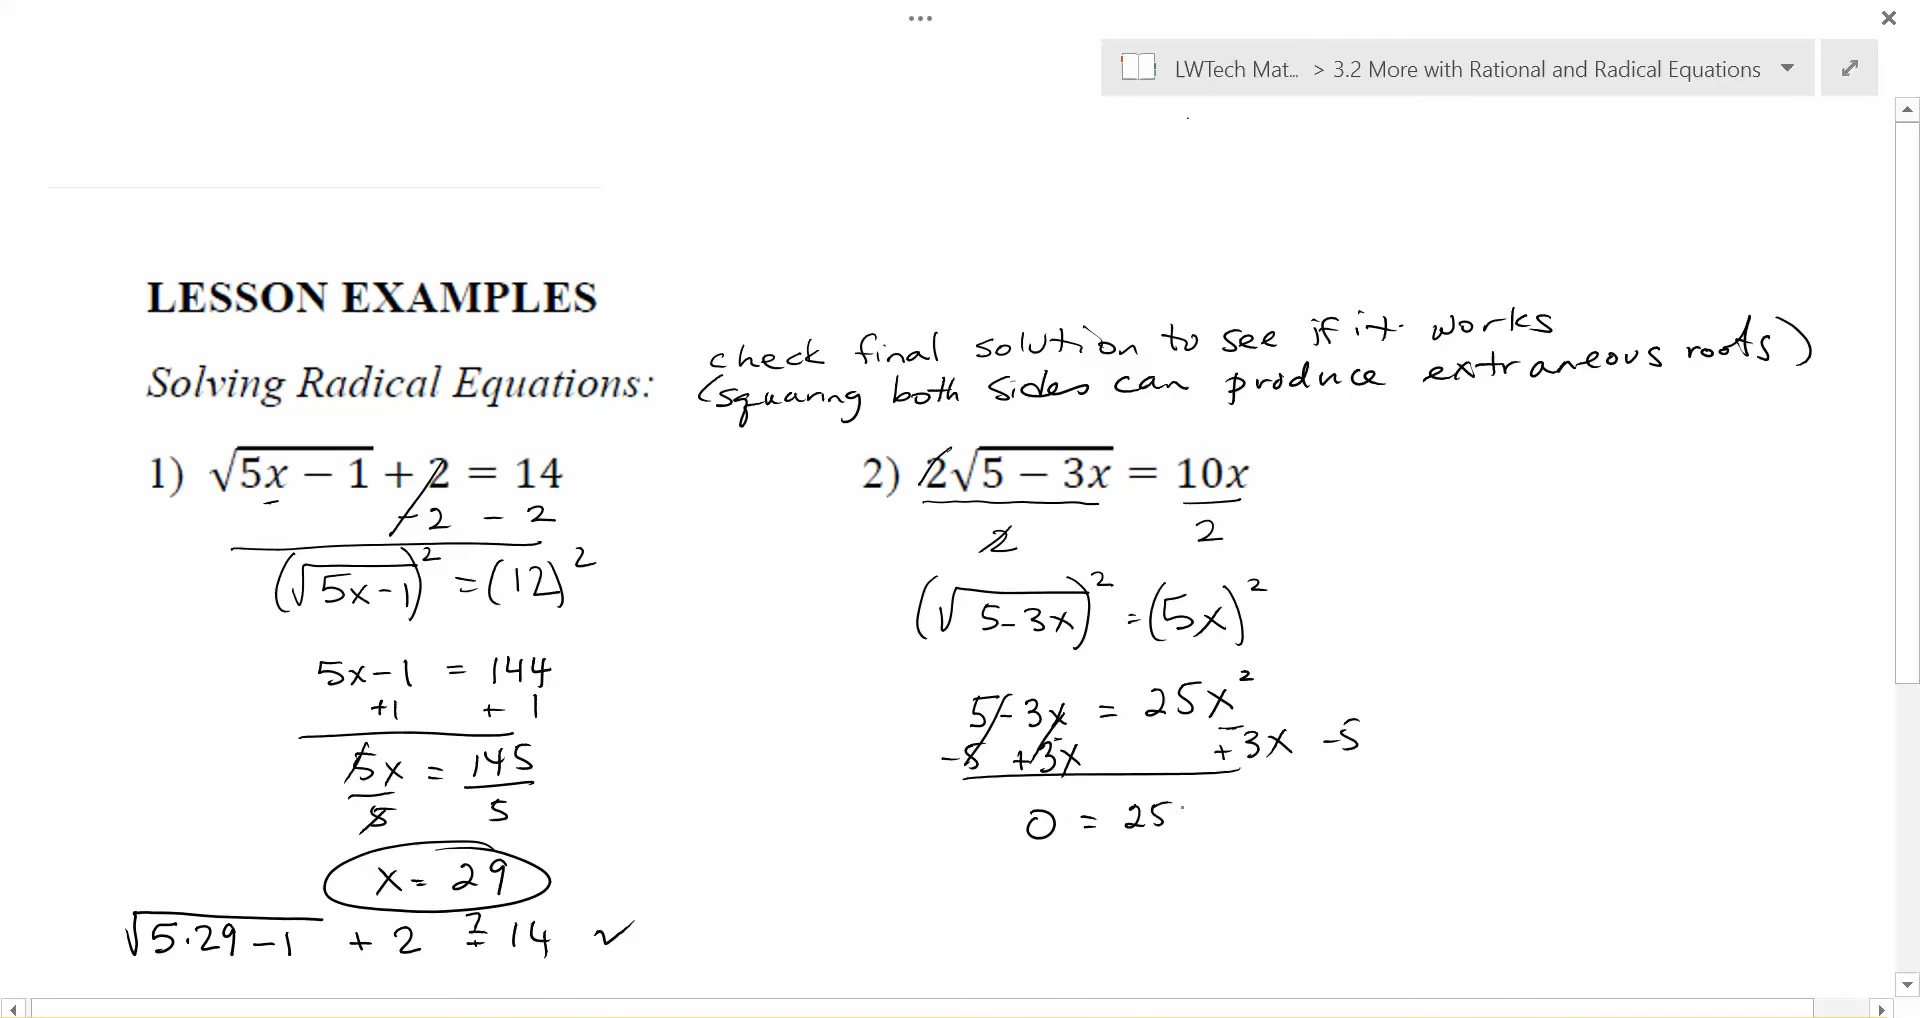 LWTech Mat... > 3.2 More with Rational and Radical Equations
LESSON EXAMPLES
Solving Radical Equations:
check final solution to see if it works
(squaring both sides can produce extraneous roots)
1) √5x − 1 + 2 = 14
- 2 - 2
(√5x-1)² = (12)²
5x-1 = 144
+1 + 1
5x = 145
5 5
x = 29
√5·29-1 + 2 ≟ 14 ✓
2) 2√5 − 3x = 10x
2 2
(√5-3x)² = (5x)²
5-3x = 25x²
-5 +3x +3x -5
0 = 25